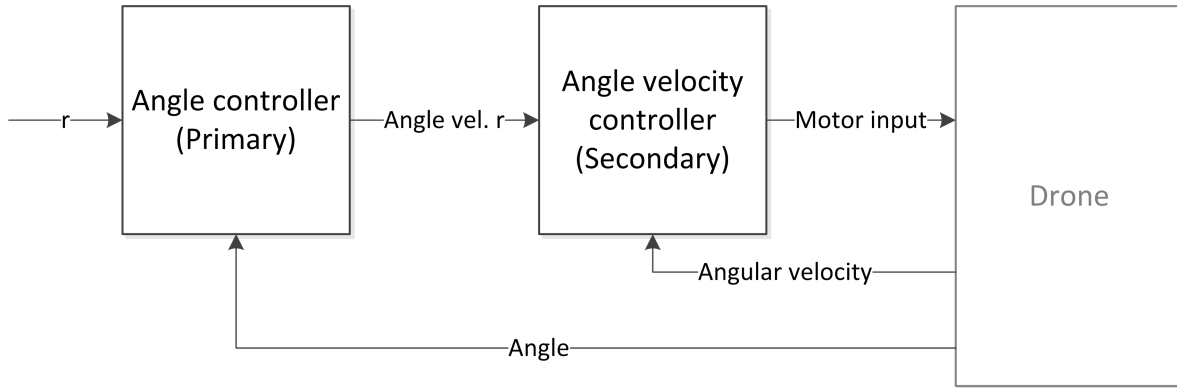 r
Angle controller
(Primary)
Angle vel. r
Angle velocity
controller
(Secondary)
Motor input
Drone
Angular velocity
Angle